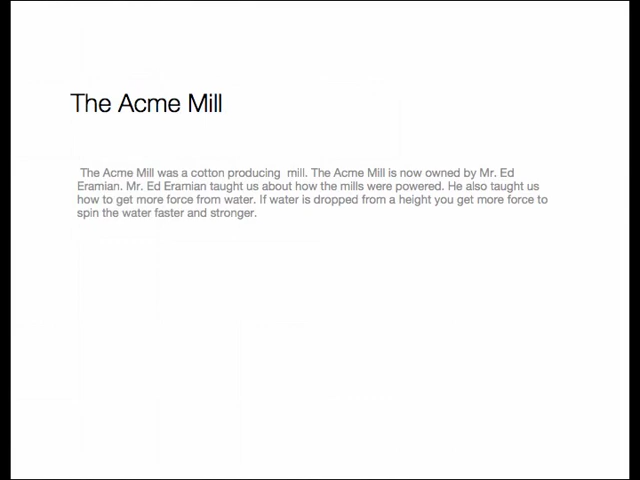 The Acme Mill
The Acme Mill was a cotton producing  mill. The Acme Mill is now owned by Mr. Ed
Eramian. Mr. Ed Eramian taught us about how the mills were powered. He also taught us
how to get more force from water. If water is dropped from a height you get more force to
spin the water faster and stronger.